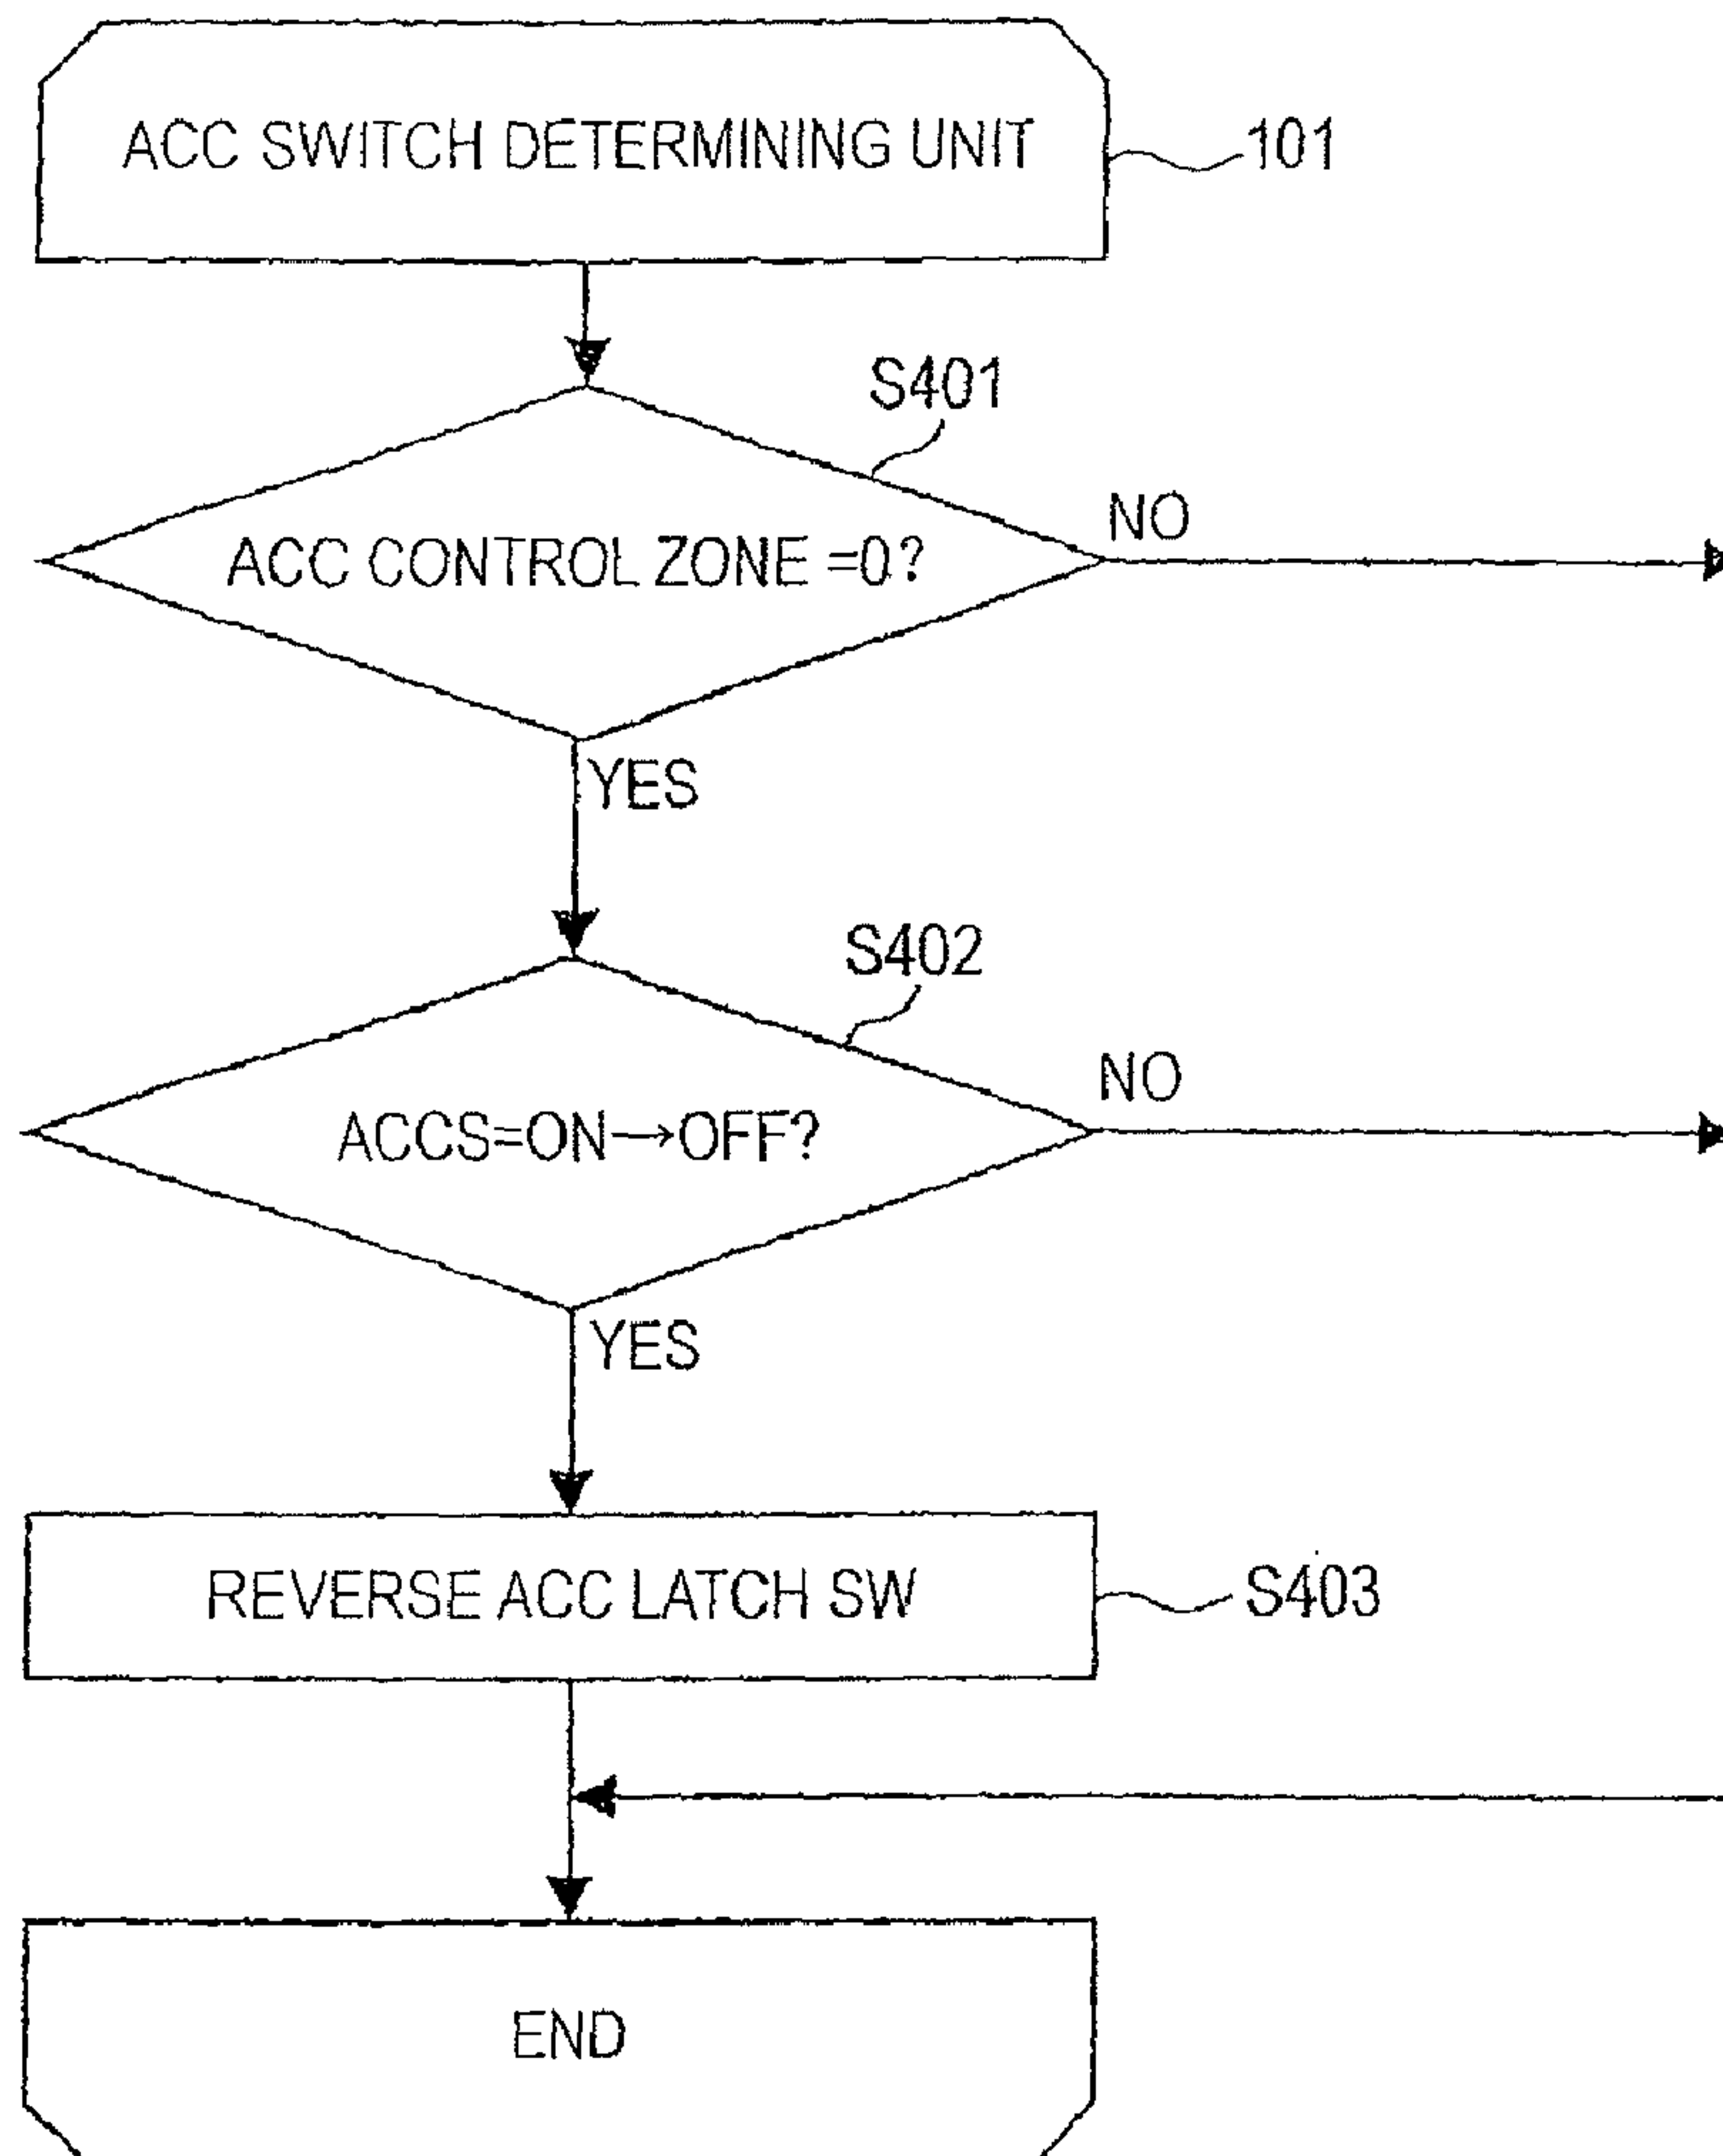 ACC SWITCH DETERMINING UNIT
101
S401
NO
ACC CONTROL ZONE =0?
YES
S402
NO
ACCS=ON→OFF?
YES
REVERSE ACC LATCH SW
S403
END